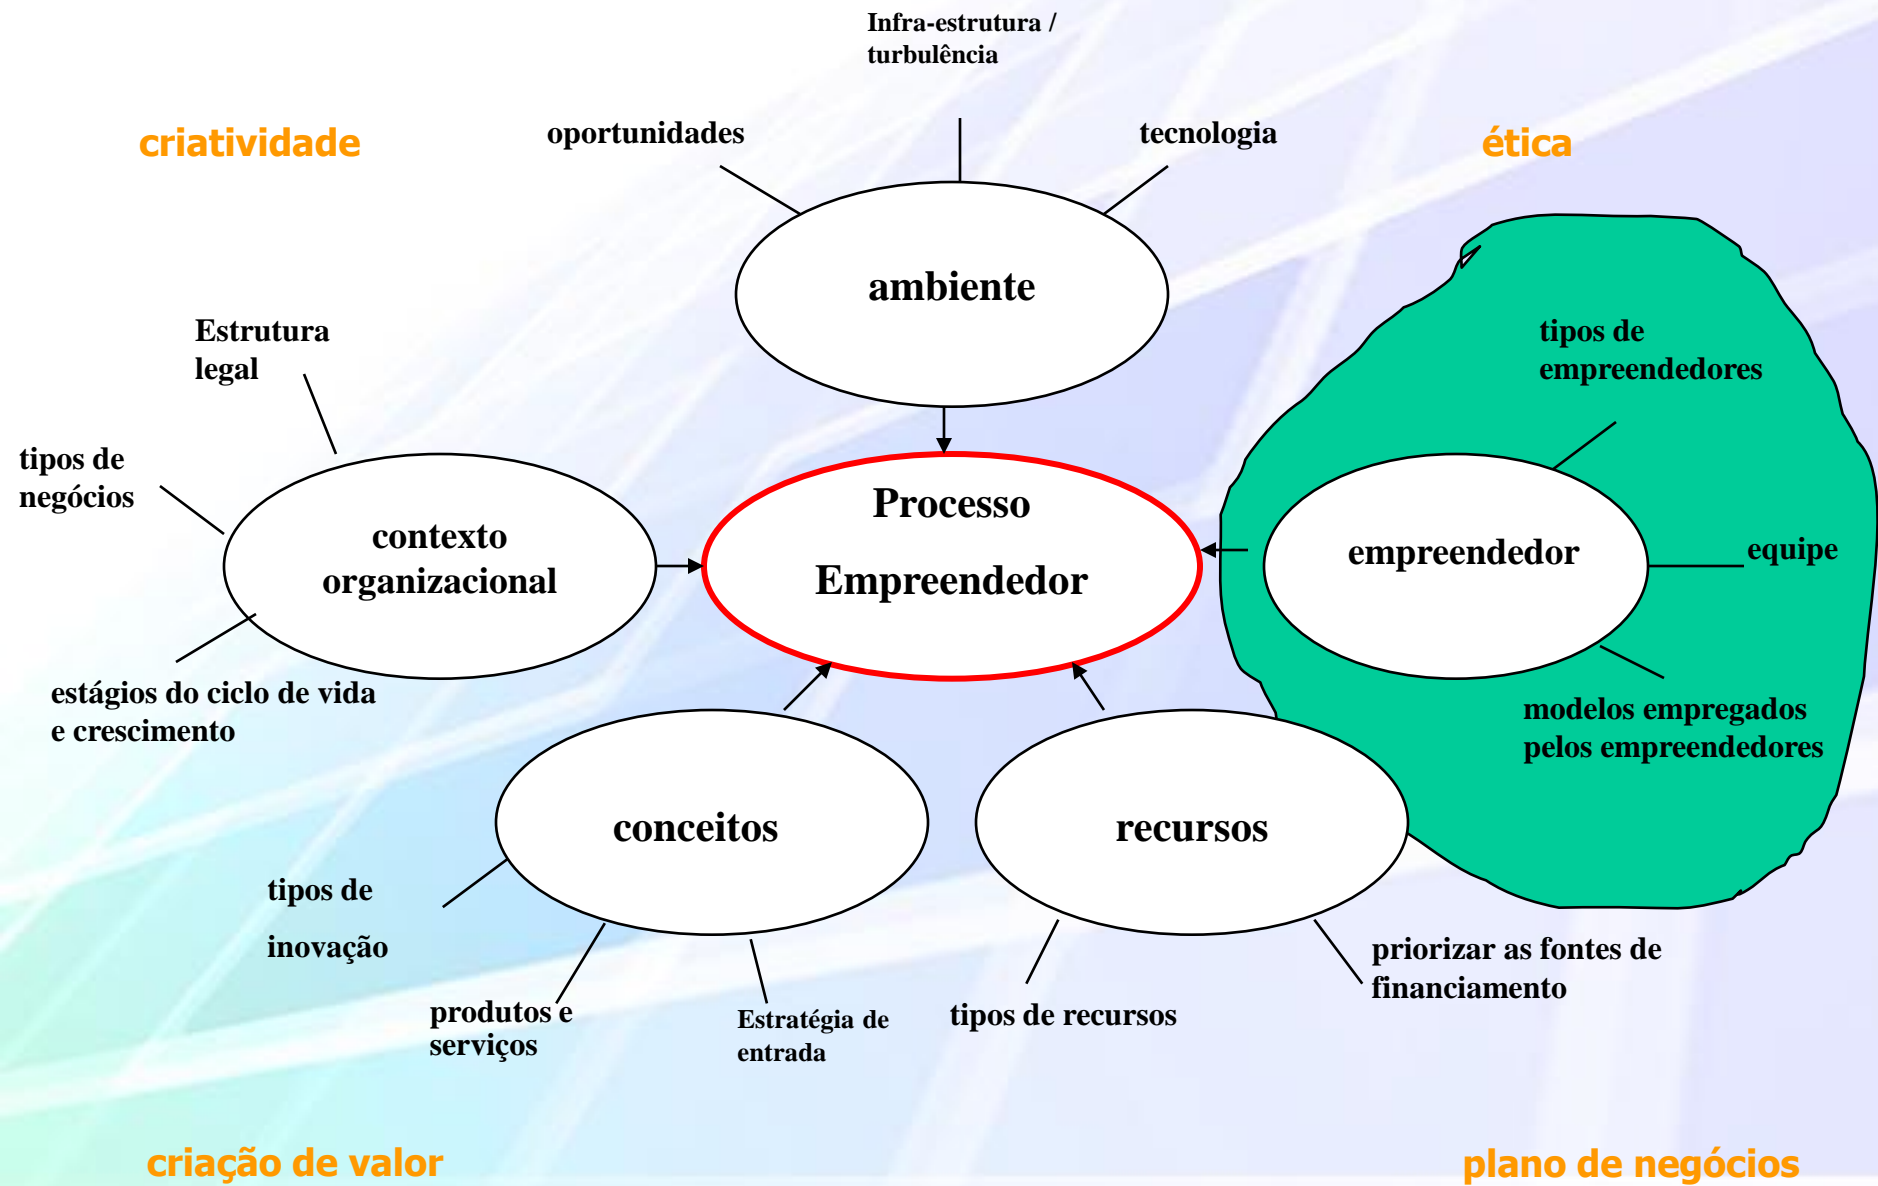 Infra-estrutura /
turbulência
criatividade
oportunidades
tecnologia
ética
ambiente
Estrutura
legal
tipos de
empreendedores
tipos de
negócios
contexto
organizacional
Processo
Empreendedor
empreendedor
equipe
estágios do ciclo de vida
e crescimento
modelos empregados
pelos empreendedores
conceitos
recursos
tipos de
inovação
produtos e
serviços
Estratégia de
entrada
tipos de recursos
priorizar as fontes de
financiamento
criação de valor
plano de negócios